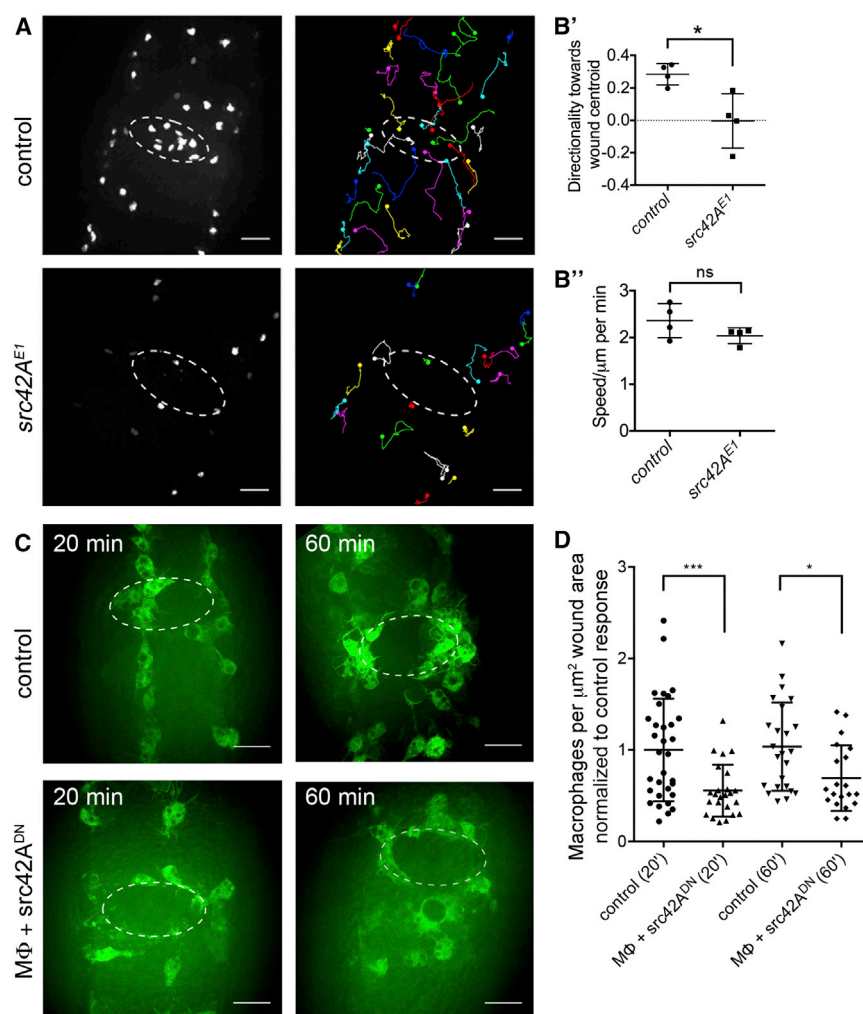 A
control
src42A^E1
B’
Directionality towards
wound centroid
0.4
0.2
0.0
-0.2
-0.4
*
control
src42A^E1
B’’
Speed/μm per min
3
2
1
0
ns
control
src42A^E1
C
20 min
60 min
control
20 min
60 min
MΦ + src42A^DN
D
Macrophages per μm² wound area
normalized to control response
3
2
1
0
***
*
control (20')
MΦ + src42A^DN (20')
control (60')
MΦ + src42A^DN (60')